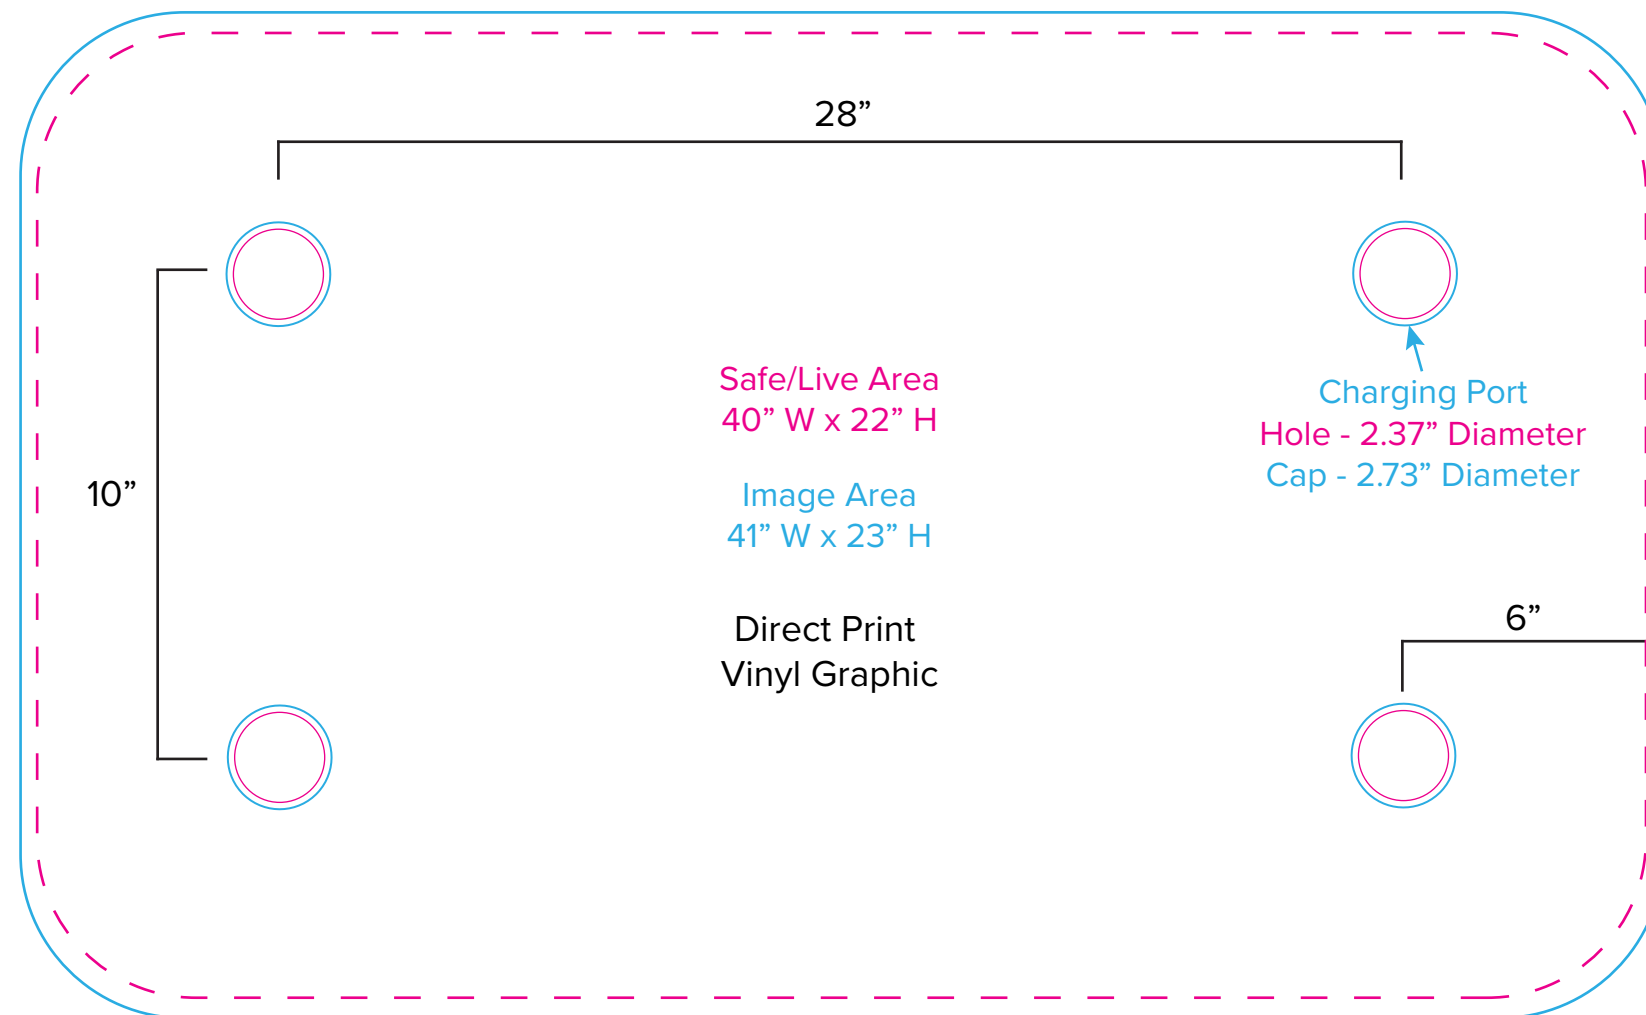 28”
Safe/Live Area
40” W x 22” H
Charging Port
Hole - 2.37” Diameter
Cap - 2.73” Diameter
10”
Image Area
41” W x 23” H
6”
Direct Print
Vinyl Graphic